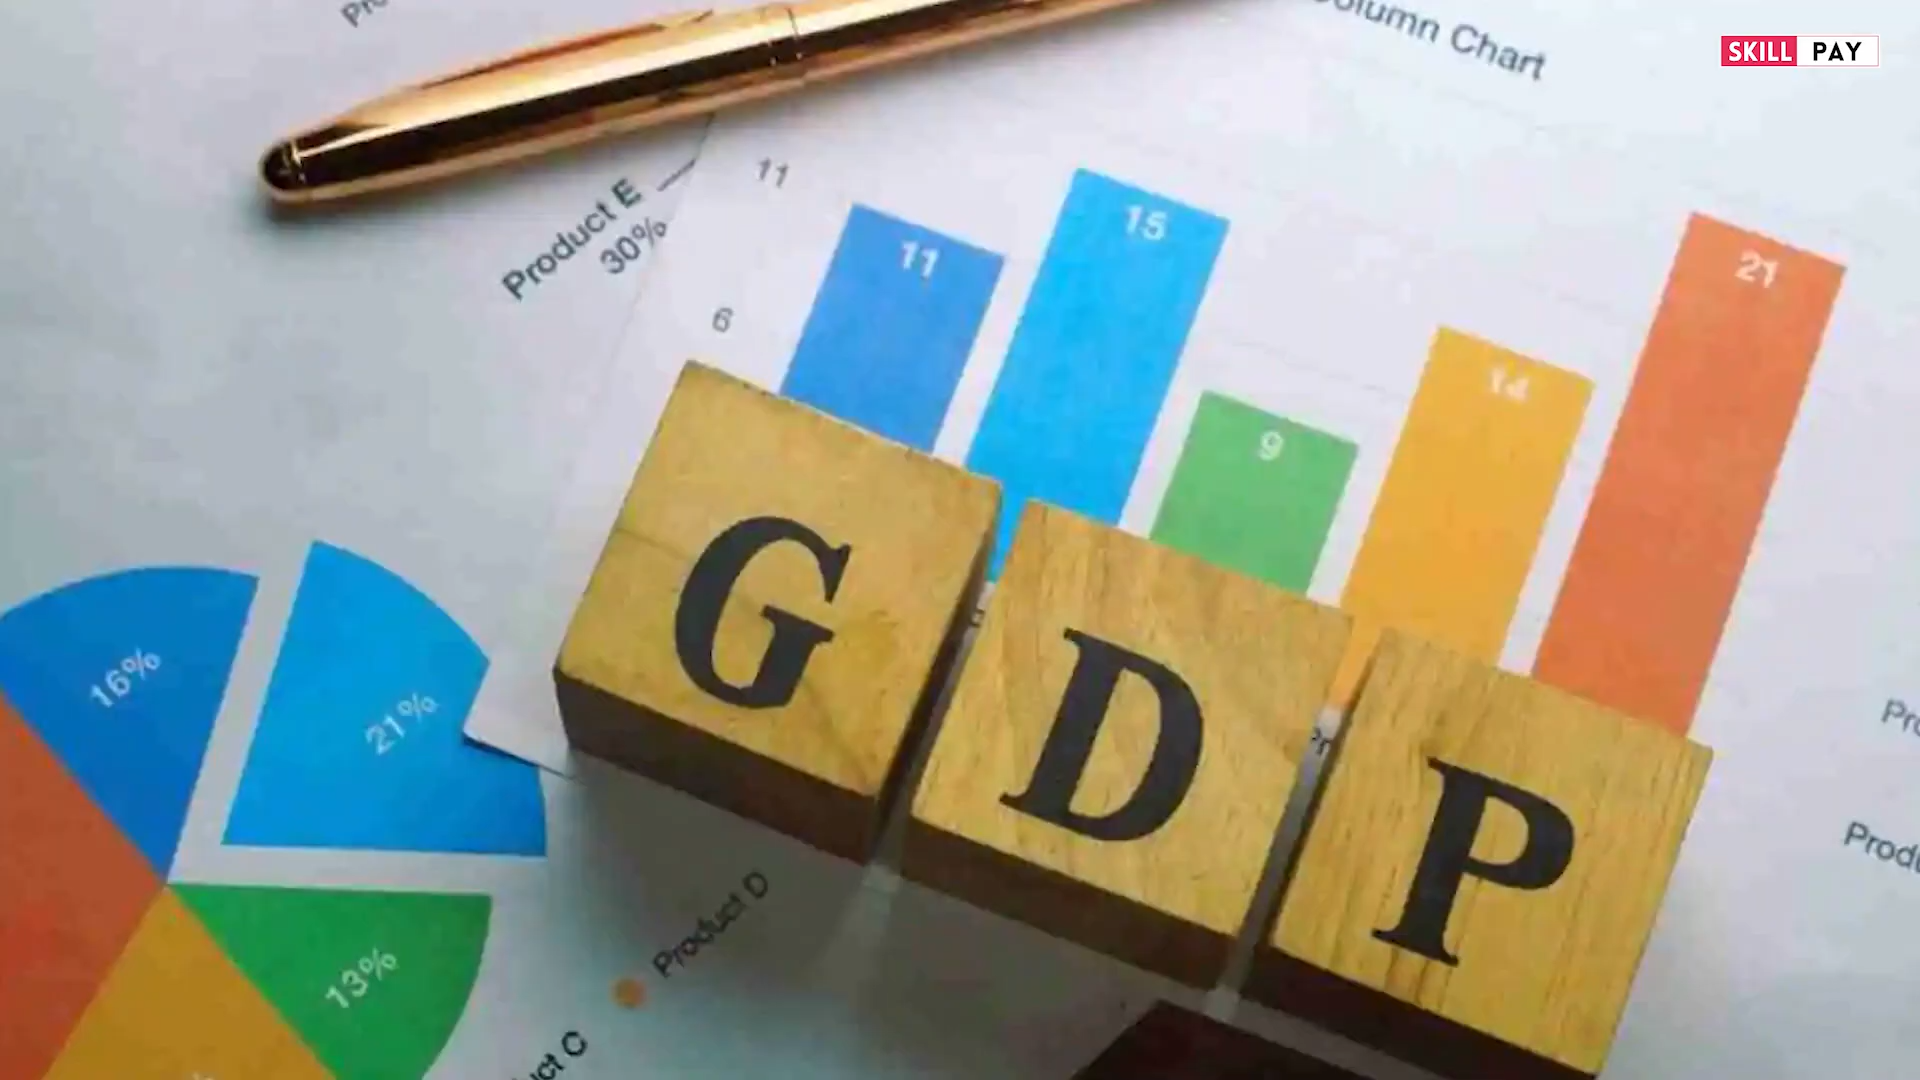 SKILL PAY
Column Chart
11
Product E
30%
6
11
15
9
14
21
G
D
P
16%
21%
13%
Product D